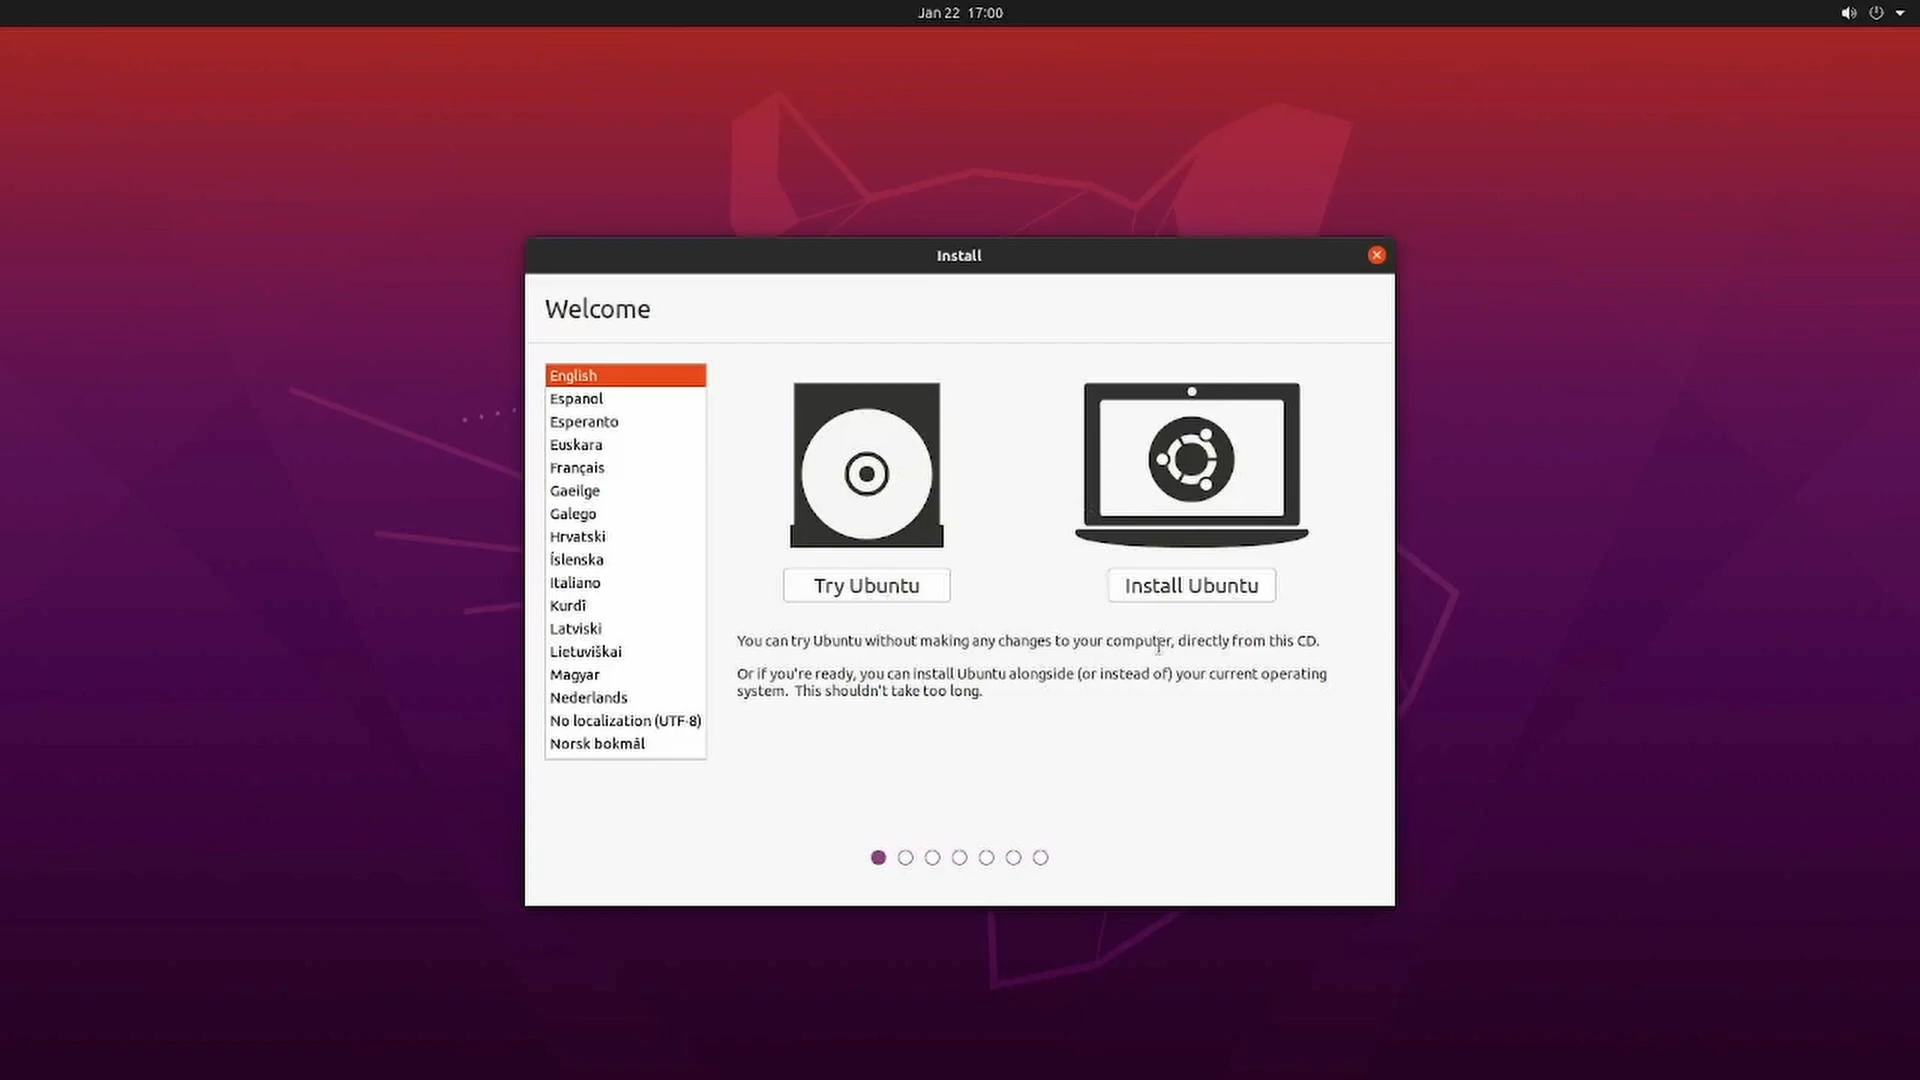 Jan 22 17:00
Install
Welcome
English
Espanol
Esperanto
Euskara
Français
Gaeilge
Galego
Hrvatski
Íslenska
Italiano
Kurdî
Latviski
Lietuviškai
Magyar
Nederlands
No localization (UTF-8)
Norsk bokmål
Try Ubuntu
Install Ubuntu
You can try Ubuntu without making any changes to your computer, directly from this CD.
Or if you're ready, you can install Ubuntu alongside (or instead of) your current operating
system. This shouldn't take too long.